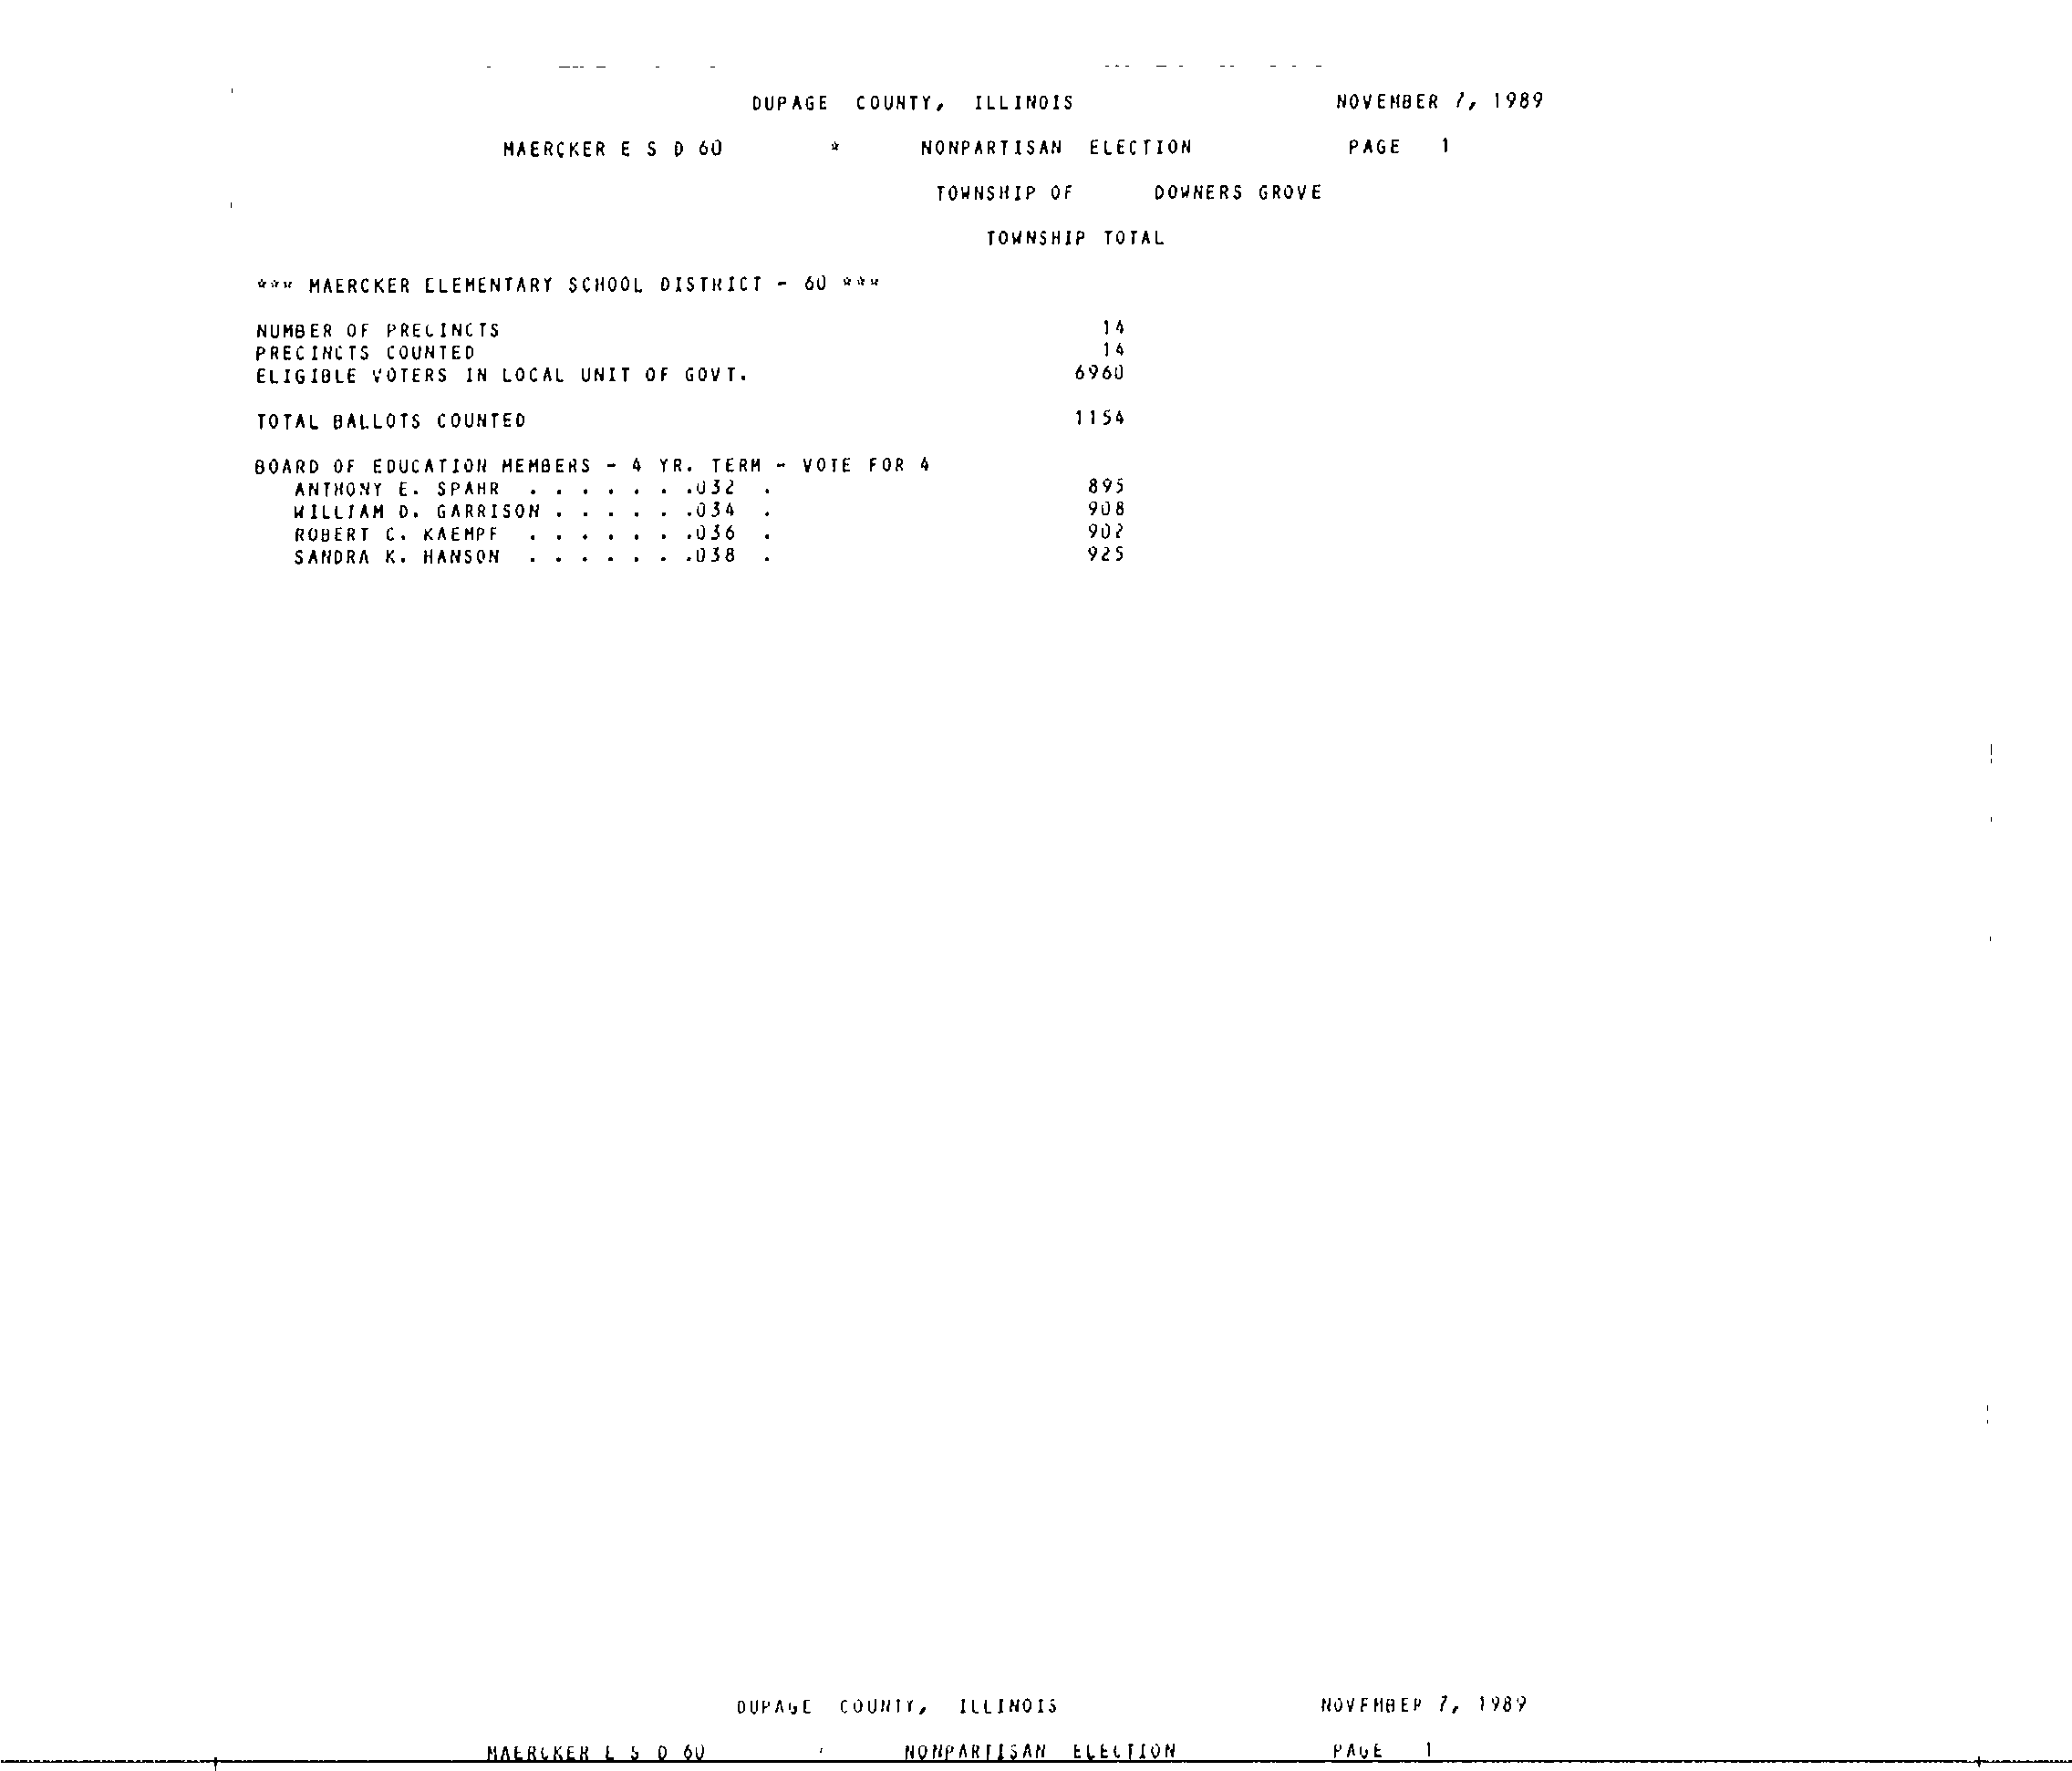 DUPAGE COUNTY, ILLINOIS NOVEMBER 7, 1989
MAERCKER E S D 60 * NONPARTISAN ELECTION PAGE 1
TOWNSHIP OF DOWNERS GROVE
TOWNSHIP TOTAL
*** MAERCKER ELEMENTARY SCHOOL DISTRICT - 60 ***
NUMBER OF PRECINCTS 14
PRECINCTS COUNTED 14
ELIGIBLE VOTERS IN LOCAL UNIT OF GOVT. 6960
TOTAL BALLOTS COUNTED 1154
BOARD OF EDUCATION MEMBERS - 4 YR. TERM - VOTE FOR 4
ANTHONY E. SPAHR . . . . . . .032 . 895
WILLIAM D. GARRISON . . . . . .034 . 908
ROBERT C. KAEMPF . . . . . . .036 . 902
SANDRA K. HANSON . . . . . . .038 . 925
DUPAGE COUNTY, ILLINOIS NOVEMBER 7, 1989
MAERCKER E S D 60 NONPARTISAN ELECTION PAGE 1